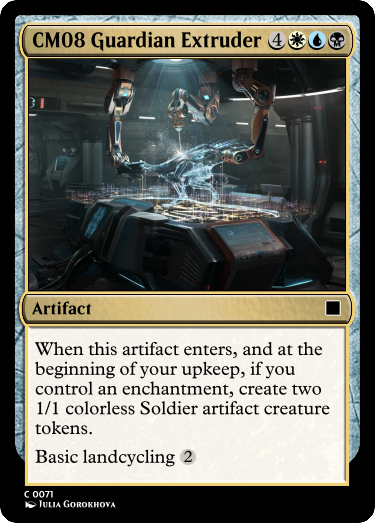 CM08 Guardian Extruder 4
Artifact
When this artifact enters, and at the
beginning of your upkeep, if you
control an enchantment, create two
1/1 colorless Soldier artifact creature
tokens.
Basic landcycling 2
C 0071
Julia Gorokhova